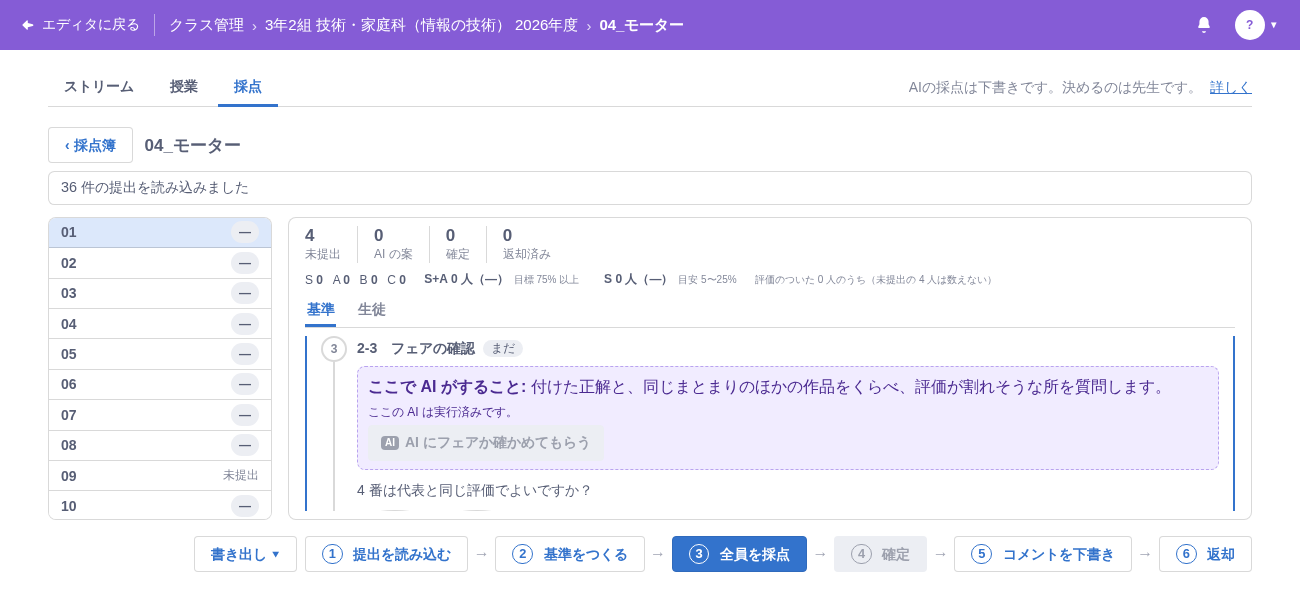 エディタに戻る クラス管理 › 3年2組 技術・家庭科（情報の技術） 2026年度 › 04_モーター ?
ストリーム 授業 採点 AIの採点は下書きです。決めるのは先生です。 詳しく
‹ 採点簿 04_モーター
36 件の提出を読み込みました
01 —
02 —
03 —
04 —
05 —
06 —
07 —
08 —
09 未提出
10 —
4 0 0 0
未提出 AI の案 確定 返却済み
S 0 A 0 B 0 C 0 S+A 0 人（—） 目標 75% 以上 S 0 人（—） 目安 5〜25% 評価のついた 0 人のうち（未提出の 4 人は数えない）
基準 生徒
3 2-3 フェアの確認 まだ
ここで AI がすること: 付けた正解と、同じまとまりのほかの作品をくらべ、評価が割れそうな所を質問します。
ここの AI は実行済みです。
AI AI にフェアか確かめてもらう
4 番は代表と同じ評価でよいですか？
書き出し ▾ 1 提出を読み込む → 2 基準をつくる → 3 全員を採点 → 4 確定 → 5 コメントを下書き → 6 返却